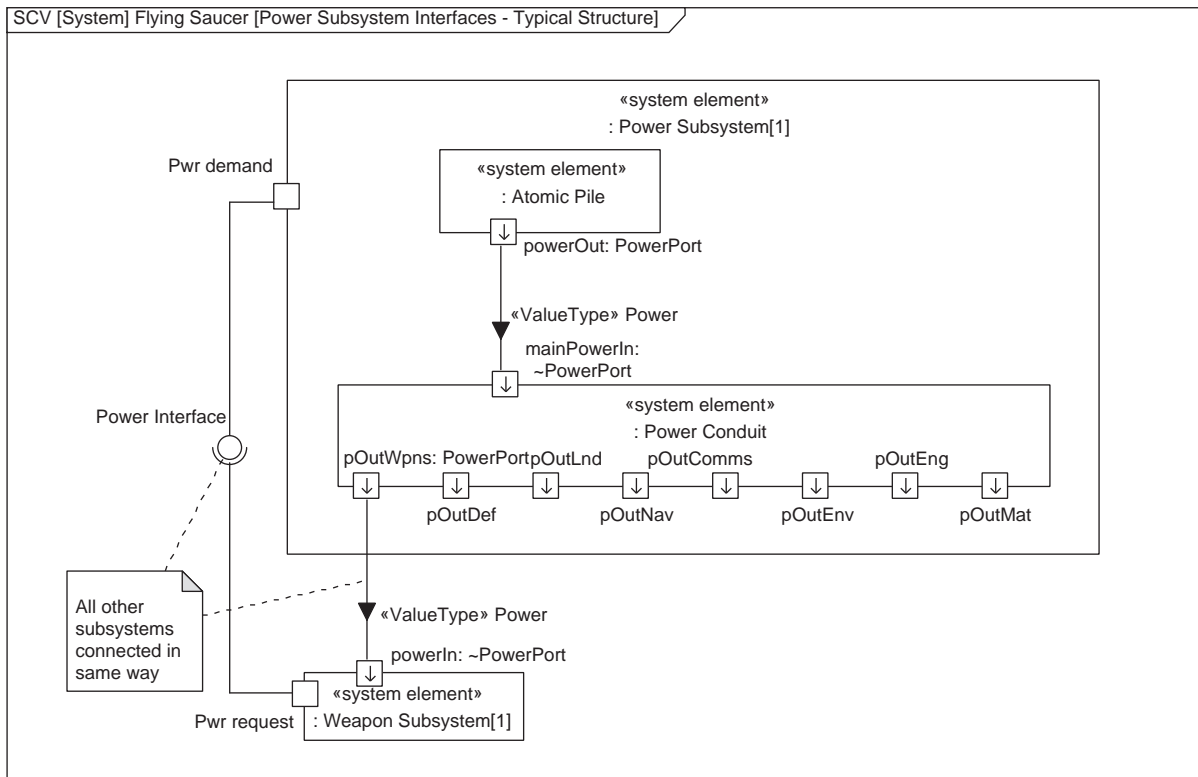 SCV [System] Flying Saucer [Power Subsystem Interfaces - Typical Structure]
«system element»
: Power Subsystem[1]
Pwr demand
«system element»
: Atomic Pile
powerOut: PowerPort
«ValueType» Power
mainPowerIn:
~PowerPort
«system element»
: Power Conduit
Power Interface
pOutWpns: PowerPort
pOutLnd
pOutComms
pOutEng
pOutDef
pOutNav
pOutEnv
pOutMat
All other
subsystems
connected in
same way
«ValueType» Power
powerIn: ~PowerPort
«system element»
: Weapon Subsystem[1]
Pwr request